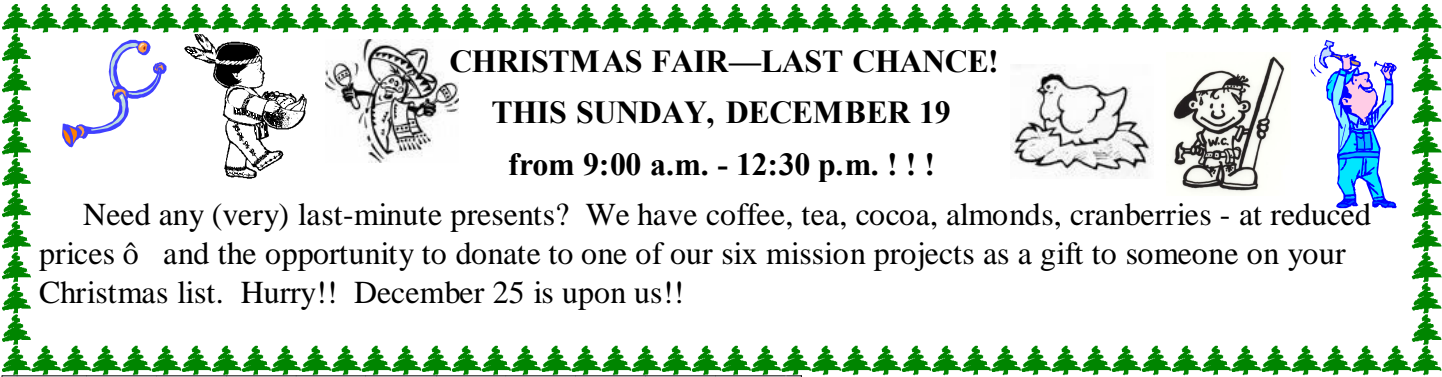 CHRISTMAS FAIR—LAST CHANCE!
THIS SUNDAY, DECEMBER 19
from 9:00 a.m. - 12:30 p.m. ! ! !
W.C.
Need any (very) last-minute presents?  We have coffee, tea, cocoa, almonds, cranberries - at reduced
prices ô   and the opportunity to donate to one of our six mission projects as a gift to someone on your
Christmas list.  Hurry!!  December 25 is upon us!!